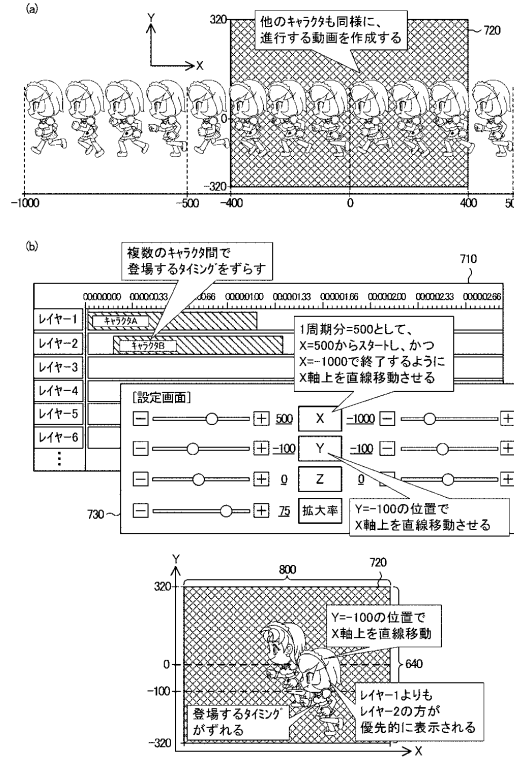 (a)
Y
X
他のキャラクタも同様に、
進行する動画を作成する
320
720
0
-320
-1000
-500
-400
0
400
(b)
複数のキャラクタ間で
登場するタイミングをずらす
710
レイヤー1
キャラクタA
レイヤー2
キャラクタB
レイヤー3
レイヤー4
レイヤー5
レイヤー6
1周期分=500として、
X=500からスタートし、かつ
X=-1000で終了するように
X軸上を直線移動させる
[設定画面]
500 X -1000
-100 Y -100
0 Z 0
75 拡大率
730
Y=-100の位置で
X軸上を直線移動させる
Y
800
720
320
0
-100
-320
640
X
Y=-100の位置で
X軸上を直線移動
登場するタイミング
がずれる
レイヤー1よりも
レイヤー2の方が
優先的に表示される